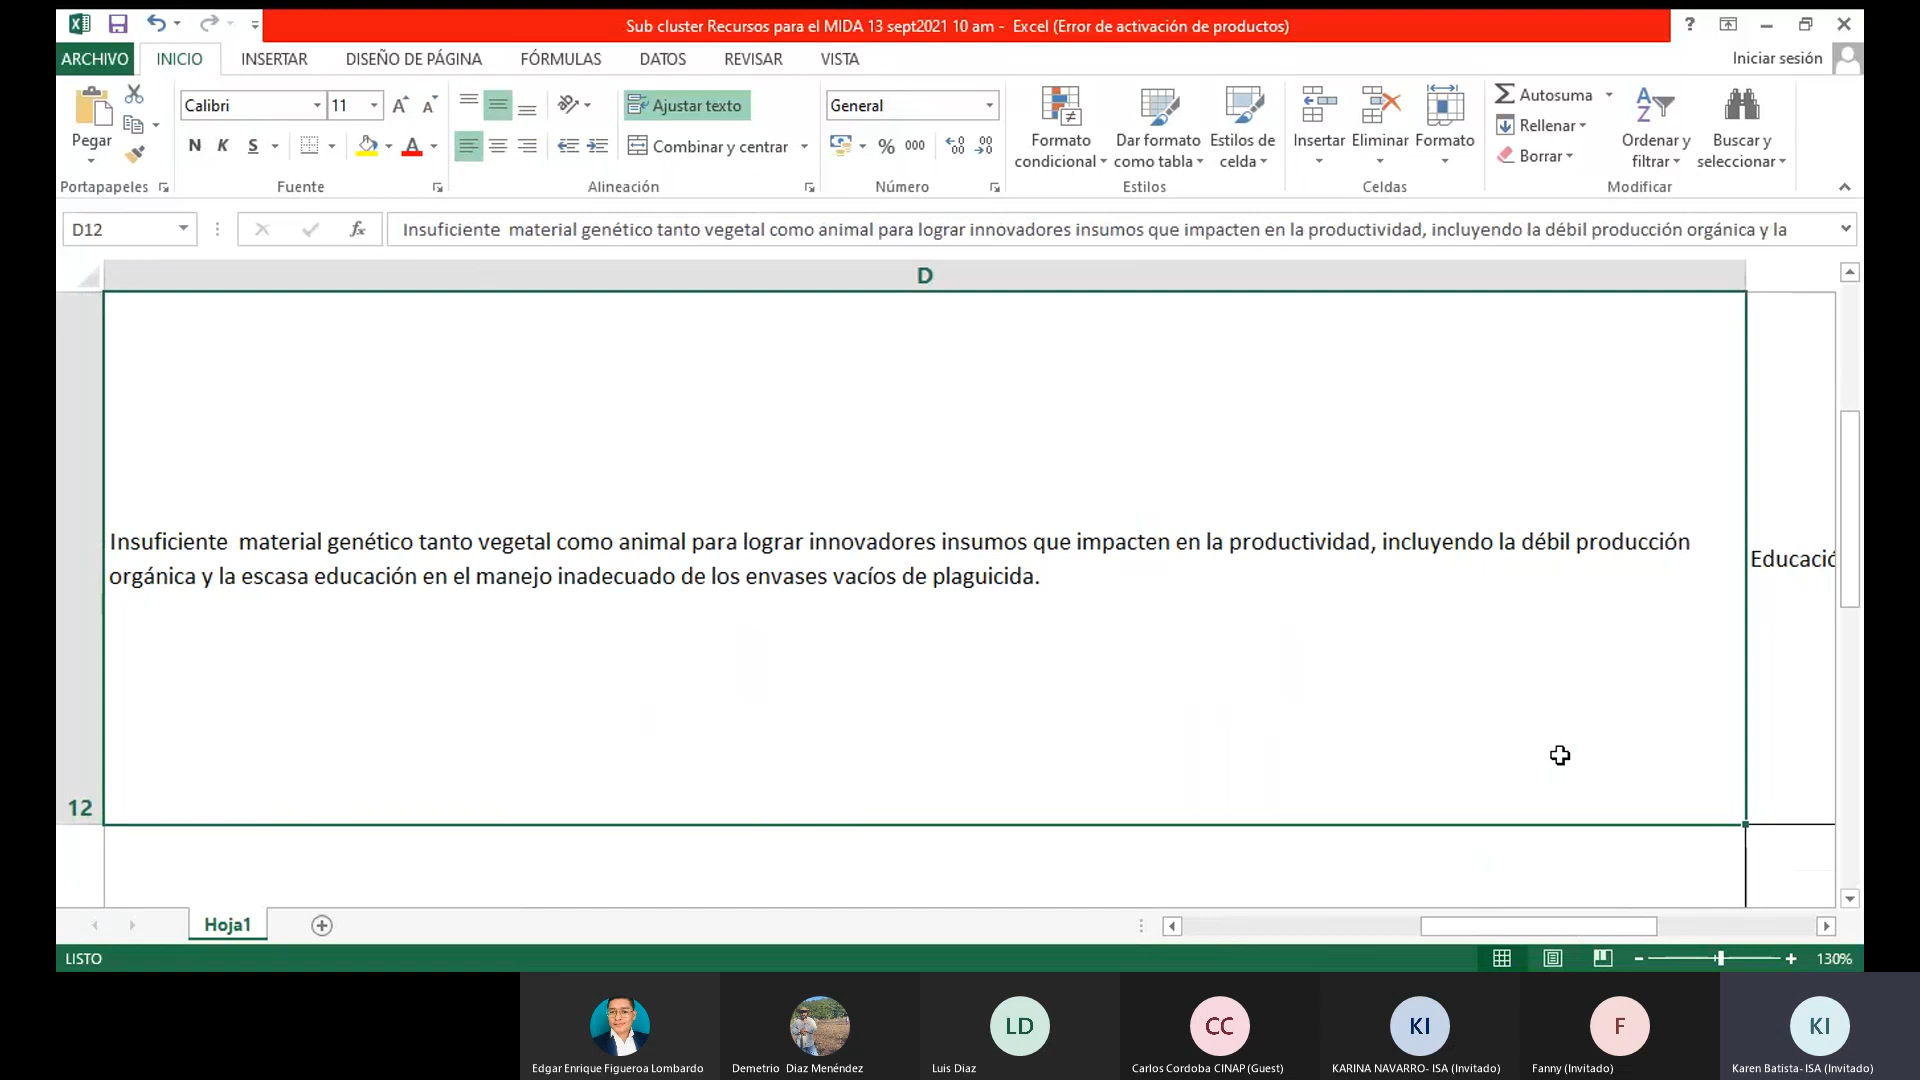 Sub cluster Recursos para el MIDA 13 sept2021 10 am - Excel (Error de activación de productos)
?
ARCHIVO INICIO INSERTAR DISEÑO DE PÁGINA FÓRMULAS DATOS REVISAR VISTA Iniciar sesión
Pegar
Portapapeles
Calibri 11
N K S
Fuente
Ajustar texto
Combinar y centrar
Alineación
General
% 000
Número
Formato condicional
Dar formato como tabla
Estilos de celda
Estilos
Insertar Eliminar Formato
Celdas
Autosuma
Rellenar
Borrar
Ordenar y filtrar
Buscar y seleccionar
Modificar
D12 fx Insuficiente  material genético tanto vegetal como animal para lograr innovadores insumos que impacten en la productividad, incluyendo la débil producción orgánica y la
D
Insuficiente  material genético tanto vegetal como animal para lograr innovadores insumos que impacten en la productividad, incluyendo la débil producción
orgánica y la escasa educación en el manejo inadecuado de los envases vacíos de plaguicida.
Educació
12
Hoja1
LISTO 130%
LD CC KI F KI
Edgar Enrique Figueroa Lombardo Demetrio Diaz Menéndez Luis Diaz Carlos Cordoba CINAP (Guest) KARINA NAVARRO- ISA (Invitado) Fanny (Invitado) Karen Batista- ISA (Invitado)